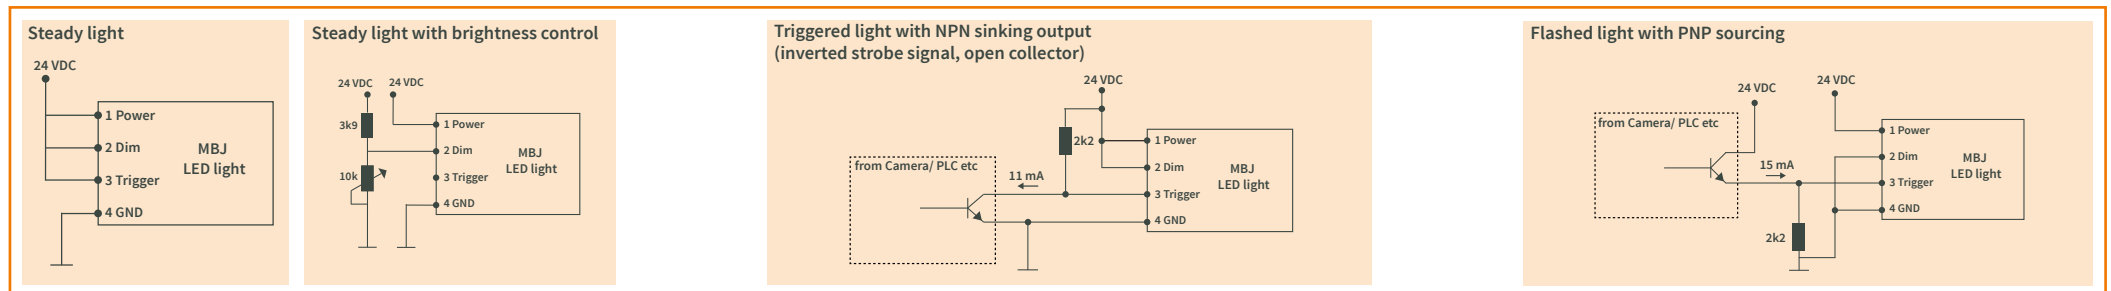 Steady light
24 VDC
1 Power
2 Dim
3 Trigger
4 GND
MBJ
LED light
Steady light with brightness control
24 VDC
24 VDC
3k9
10k
1 Power
2 Dim
3 Trigger
4 GND
MBJ
LED light
Triggered light with NPN sinking output
(inverted strobe signal, open collector)
24 VDC
2k2
from Camera/ PLC etc
11 mA
1 Power
2 Dim
3 Trigger
4 GND
MBJ
LED light
Flashed light with PNP sourcing
24 VDC
24 VDC
from Camera/ PLC etc
15 mA
2k2
1 Power
2 Dim
3 Trigger
4 GND
MBJ
LED light